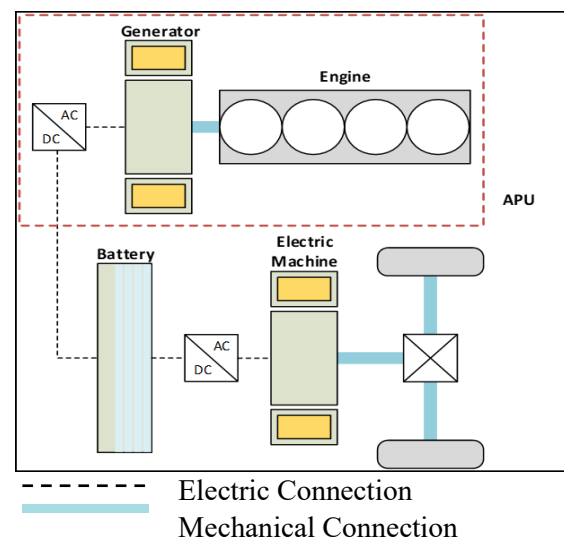 Generator
Engine
AC
DC
APU
Battery
Electric
Machine
AC
DC
Electric Connection
Mechanical Connection